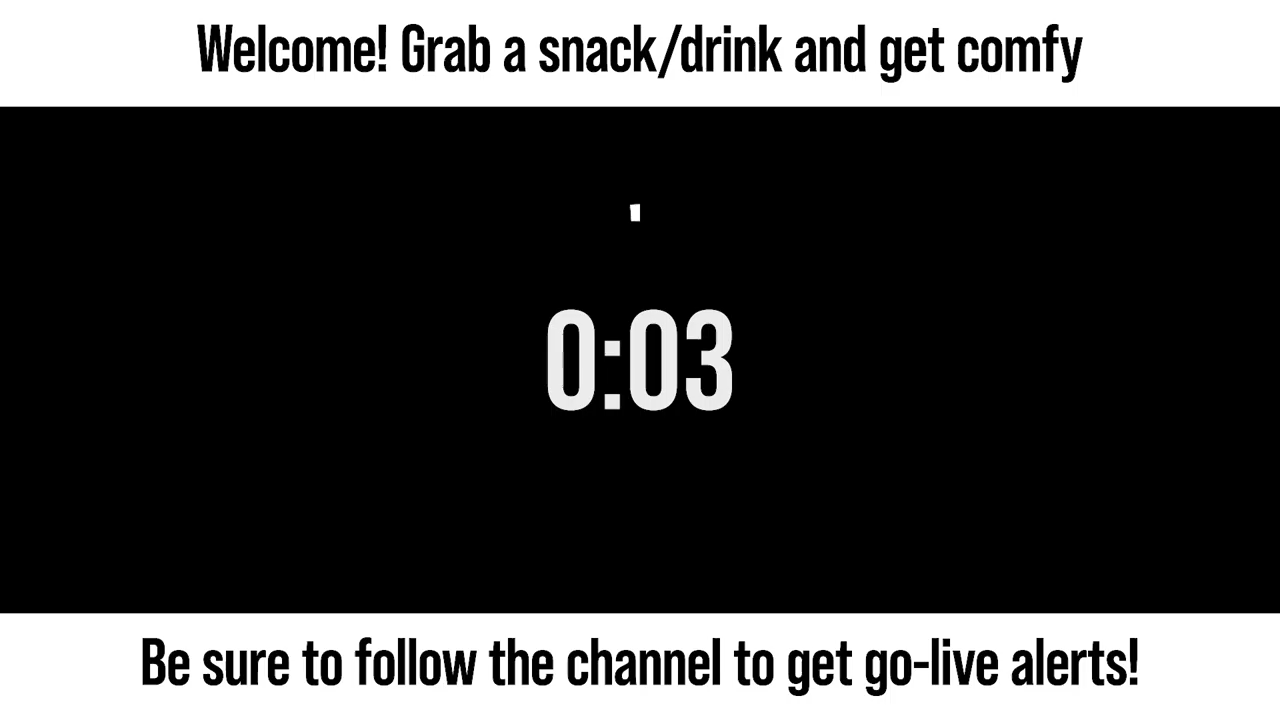 Welcome! Grab a snack/drink and get comfy
0:03
Be sure to follow the channel to get go-live alerts!